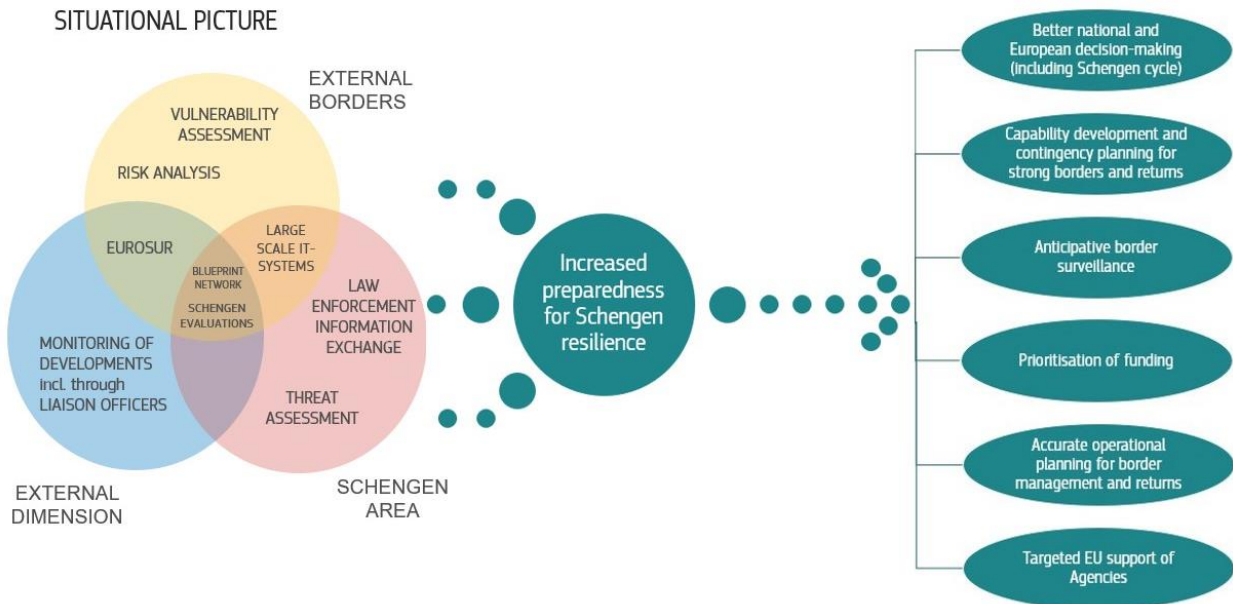 SITUATIONAL PICTURE
EXTERNAL
BORDERS
VULNERABILITY
ASSESSMENT
RISK ANALYSIS
EUROSUR
LARGE
SCALE IT-
SYSTEMS
BLUEPRINT
NETWORK
SCHENGEN
EVALUATIONS
LAW
ENFORCEMENT
INFORMATION
EXCHANGE
MONITORING OF
DEVELOPMENTS
incl. through
LIAISON OFFICERS
THREAT
ASSESSMENT
EXTERNAL
DIMENSION
SCHENGEN
AREA
Increased
preparedness
for Schengen
resilience
Better national and
European decision-making
(including Schengen cycle)
Capability development and
contingency planning for
strong borders and returns
Anticipative border
surveillance
Prioritisation of funding
Accurate operational
planning for border
management and returns
Targeted EU support of
Agencies